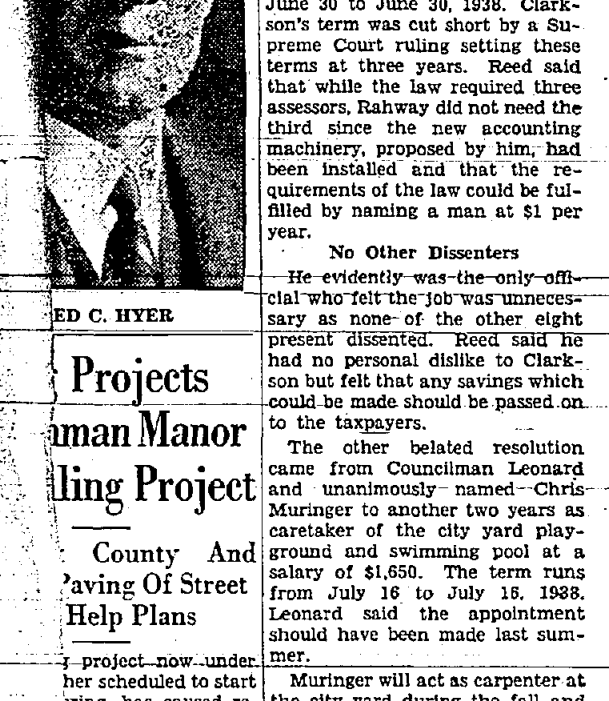 ED C. HYER
Projects
Manor
Project
County And
Of Street
Help Plans
project now under
her scheduled to start
June 30 to June 30, 1938. Clark-
son's term was cut short by a Su-
preme Court ruling setting these
terms at three years. Reed said
that while the law required three
assessors, Rahway did not need the
third since the new accounting
machinery, proposed by him, had
been installed and that the re-
quirements of the law could be ful-
filled by naming a man at $1 per
year.
No Other Dissenters
He evidently was the only offi-
cial who felt the job was unneces-
sary as none of the other eight
present dissented. Reed said he
had no personal dislike to Clark-
son but felt that any savings which
could be made should be passed on
to the taxpayers.
The other belated resolution
came from Councilman Leonard
and unanimously named Chris
Muringer to another two years as
caretaker of the city yard play-
ground and swimming pool at a
salary of $1,650. The term runs
from July 16 to July 16, 1938.
Leonard said the appointment
should have been made last sum-
mer.
Muringer will act as carpenter at
the city yard during the fall and